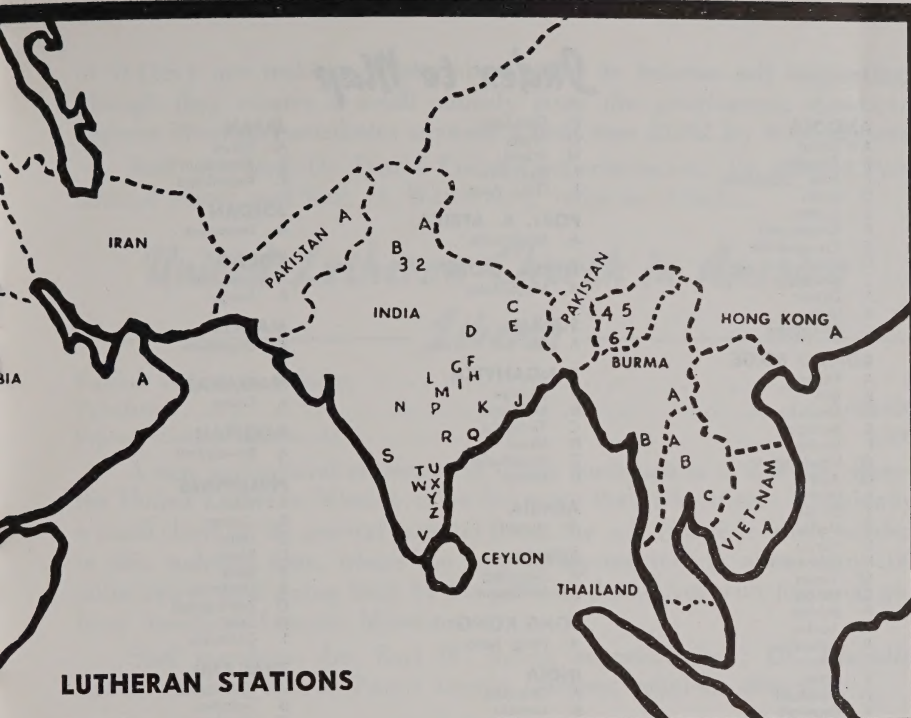 IRAN
PAKISTAN
A
A
B
3 2
INDIA
C
E
D
PAKISTAN
4 5
6 7
BURMA
HONG KONG
A
BIA
A
G F
I H
L
M
N
P
K
J
R
Q
S
T U
W X
Y
Z
V
CEYLON
A
B
A
B
C
VIET-NAM
A
THAILAND
LUTHERAN STATIONS